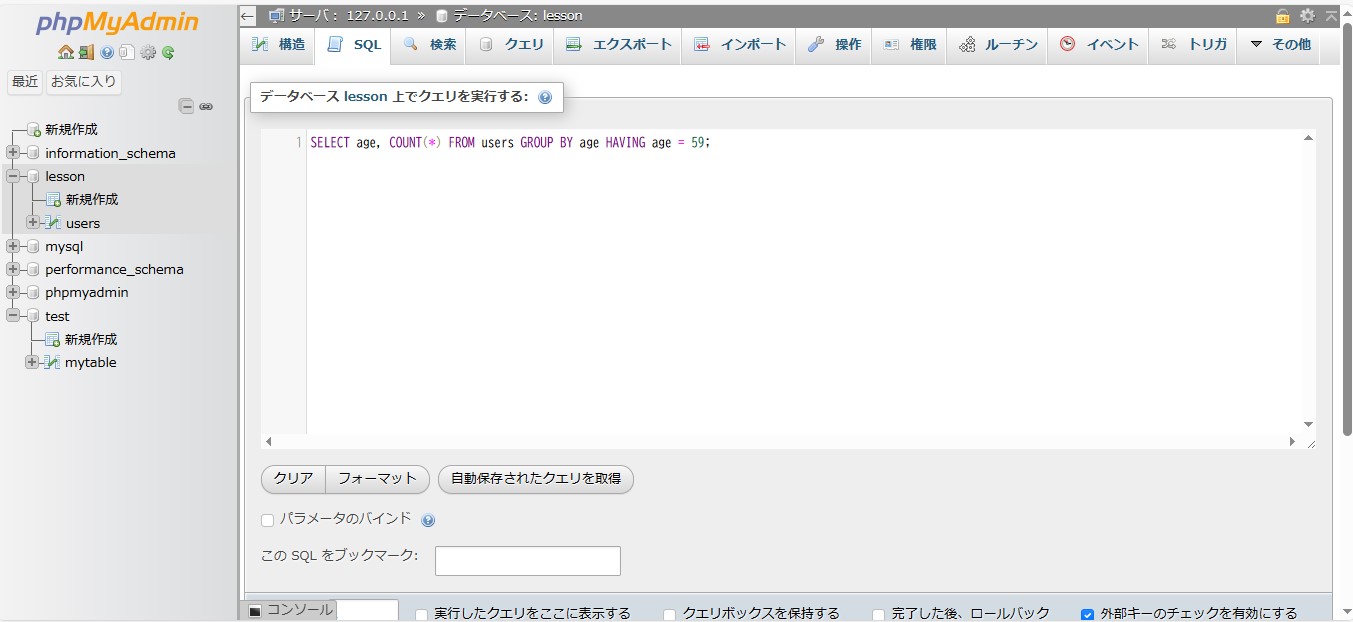 phpMyAdmin
最近 お気に入り
新規作成
information_schema
lesson
新規作成
users
mysql
performance_schema
phpmyadmin
test
新規作成
mytable
サーバ: 127.0.0.1 » データベース: lesson
構造 SQL 検索 クエリ エクスポート インポート 操作 権限 ルーチン イベント トリガ その他
データベース lesson 上でクエリを実行する:
1 SELECT age, COUNT(*) FROM users GROUP BY age HAVING age = 59;
クリア フォーマット 自動保存されたクエリを取得
パラメータのバインド
この SQL をブックマーク:
コンソール 実行したクエリをここに表示する クエリボックスを保持する 完了した後、ロールバック 外部キーのチェックを有効にする